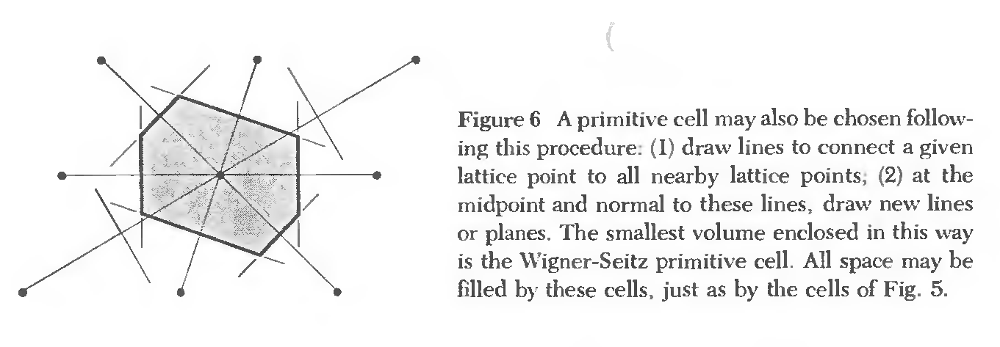 Figure 6 A primitive cell may also be chosen follow-
ing this procedure: (1) draw lines to connect a given
lattice point to all nearby lattice points; (2) at the
midpoint and normal to these lines, draw new lines
or planes. The smallest volume enclosed in this way
is the Wigner-Seitz primitive cell. All space may be
filled by these cells, just as by the cells of Fig. 5.